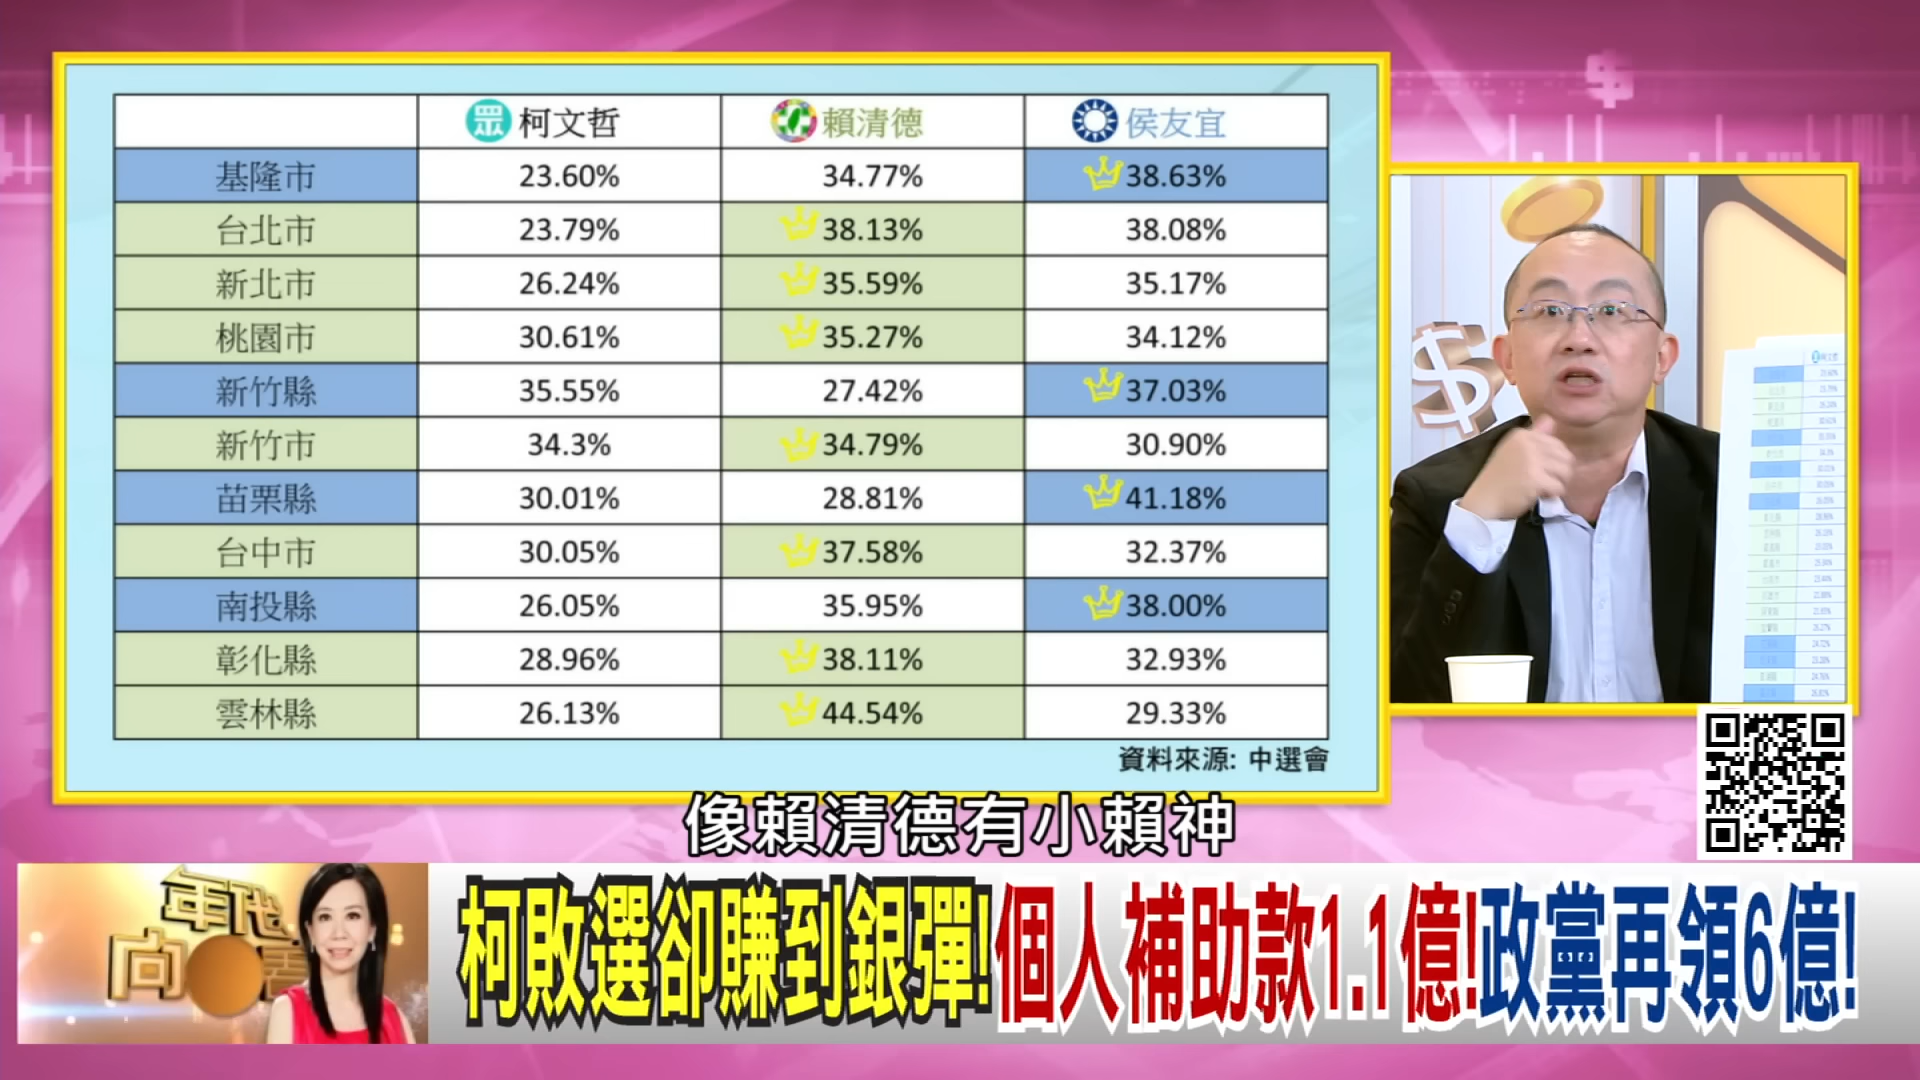 柯文哲 賴清德 侯友宜
基隆市 23.60% 34.77% 38.63%
台北市 23.79% 38.13% 38.08%
新北市 26.24% 35.59% 35.17%
桃園市 30.61% 35.27% 34.12%
新竹縣 35.55% 27.42% 37.03%
新竹市 34.3% 34.79% 30.90%
苗栗縣 30.01% 28.81% 41.18%
台中市 30.05% 37.58% 32.37%
南投縣 26.05% 35.95% 38.00%
彰化縣 28.96% 38.11% 32.93%
雲林縣 26.13% 44.54% 29.33%
資料來源: 中選會
像賴清德有小賴神
年代
向
柯敗選卻賺到銀彈!個人補助款1.1億!政黨再領6億!